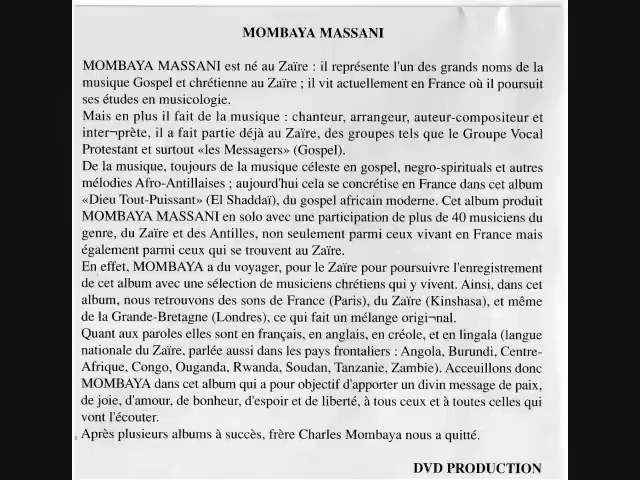 MOMBAYA MASSANI
MOMBAYA MASSANI est né au Zaïre : il représente l'un des grands noms de la
musique Gospel et chrétienne au Zaïre ; il vit actuellement en France où il poursuit
ses études en musicologie.
Mais en plus il fait de la musique : chanteur, arrangeur, auteur-compositeur et
inter¬prète, il a fait partie déjà au Zaïre, des groupes tels que le Groupe Vocal
Protestant et surtout «les Messagers» (Gospel).
De la musique, toujours de la musique céleste en gospel, negro-spirituals et autres
mélodies Afro-Antillaises ; aujourd'hui cela se concrétise en France dans cet album
«Dieu Tout-Puissant» (El Shaddaï), du gospel africain moderne. Cet album produit
MOMBAYA MASSANI en solo avec une participation de plus de 40 musiciens du
genre, du Zaïre et des Antilles, non seulement parmi ceux vivant en France mais
également parmi ceux qui se trouvent au Zaïre.
En effet, MOMBAYA a du voyager, pour le Zaïre pour poursuivre l'enregistrement
de cet album avec une sélection de musiciens chrétiens qui y vivent. Ainsi, dans cet
album, nous retrouvons des sons de France (Paris), du Zaïre (Kinshasa), et même
de la Grande-Bretagne (Londres), ce qui fait un mélange origi¬nal.
Quant aux paroles elles sont en français, en anglais, en créole, et en lingala (langue
nationale du Zaïre, parlée aussi dans les pays frontaliers : Angola, Burundi, Centre-
Afrique, Congo, Ouganda, Rwanda, Soudan, Tanzanie, Zambie). Acceuillons donc
MOMBAYA dans cet album qui a pour objectif d'apporter un divin message de paix,
de joie, d'amour, de bonheur, d'espoir et de liberté, à tous ceux et à toutes celles qui
vont l'écouter.
Après plusieurs albums à succès, frère Charles Mombaya nous a quitté.
DVD PRODUCTION